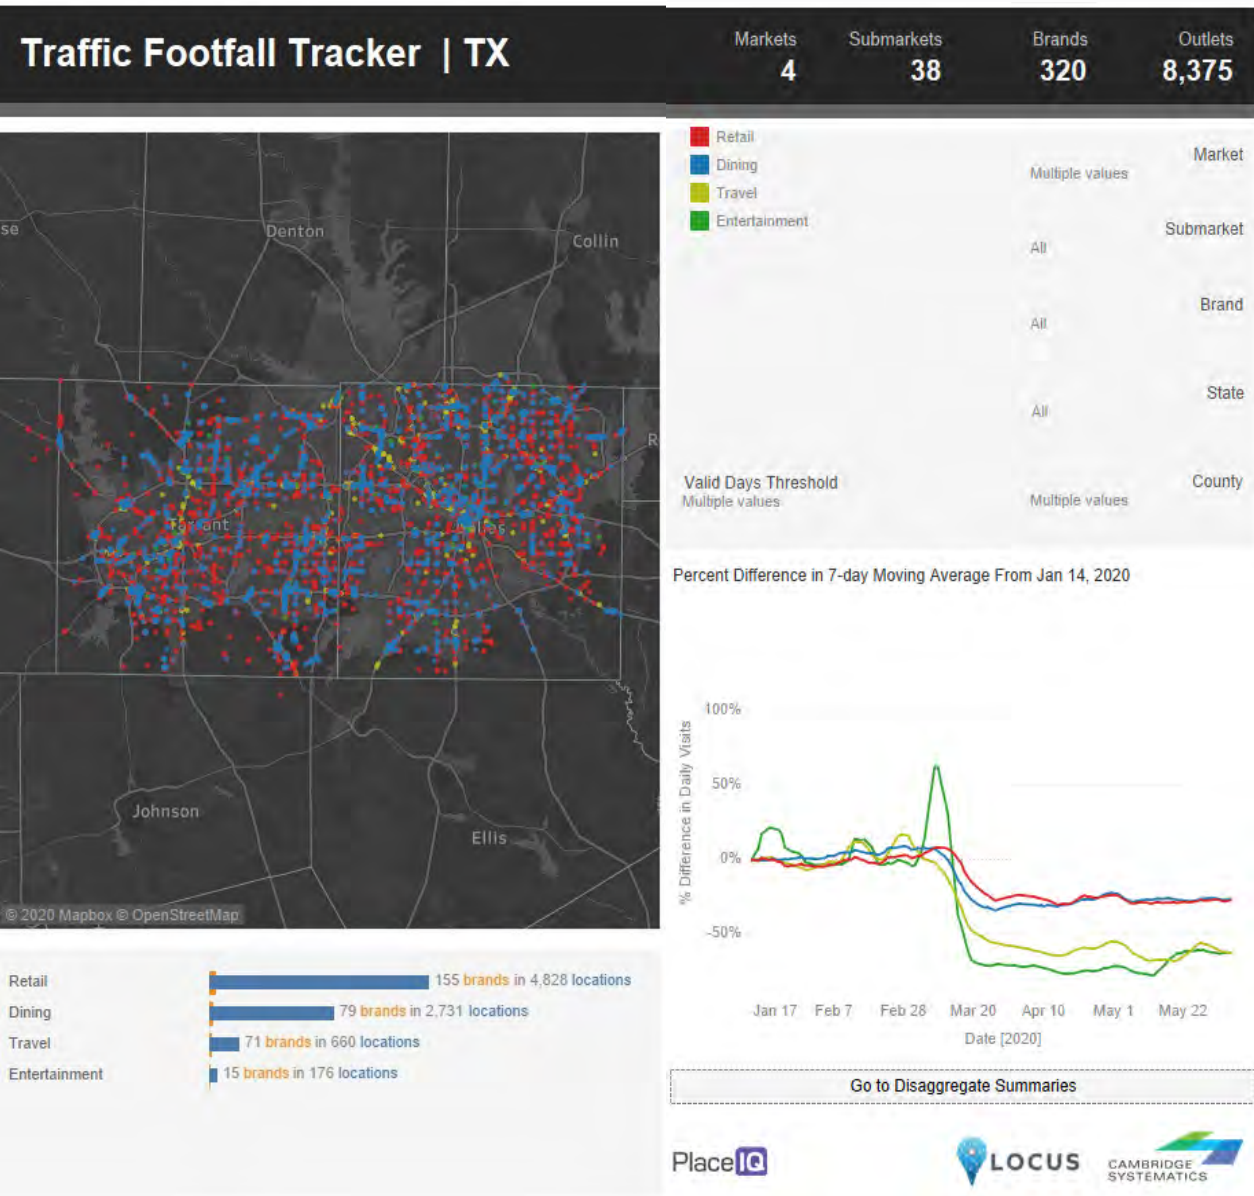 Traffic Footfall Tracker | TX
Markets Submarkets Brands Outlets
4 38 320 8,375
se
Denton
Collin
R
Tarrant
Dallas
Johnson
Ellis
© 2020 Mapbox © OpenStreetMap
Retail
Dining
Travel
Entertainment
Market
Multiple values
Submarket
All
Brand
All
State
All
Valid Days Threshold
Multiple values
County
Multiple values
Percent Difference in 7-day Moving Average From Jan 14, 2020
% Difference in Daily Visits
100%
50%
0%
-50%
Jan 17 Feb 7 Feb 28 Mar 20 Apr 10 May 1 May 22
Date [2020]
Retail 155 brands in 4,828 locations
Dining 79 brands in 2,731 locations
Travel 71 brands in 660 locations
Entertainment 15 brands in 176 locations
Go to Disaggregate Summaries
PlaceIQ
LOCUS
CAMBRIDGE
SYSTEMATICS